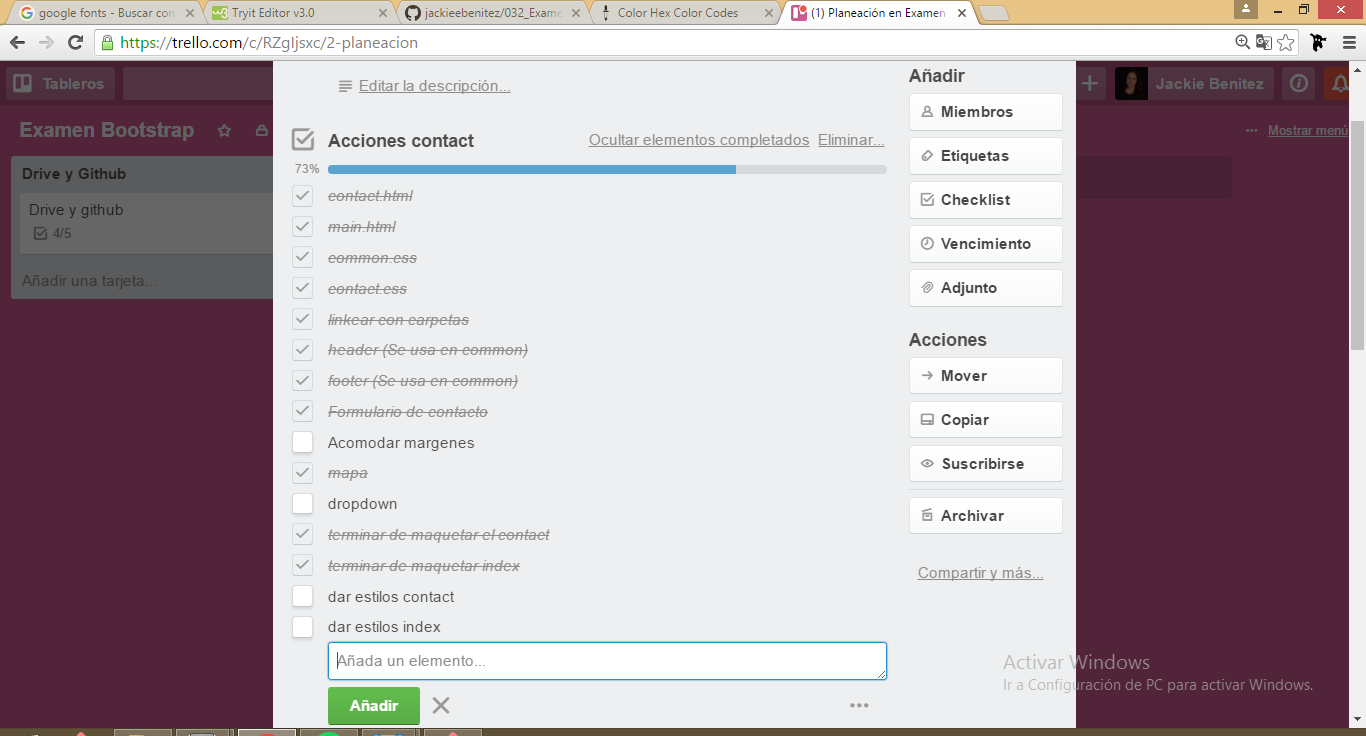 google fonts - Buscar con
Tryit Editor v3.0
jackieebenitez/032_Exame
Color Hex Color Codes
(1) Planeación en Examen
https://trello.com/c/RZgIjsxc/2-planeacion
Tableros
Jackie Benitez
Examen Bootstrap
Mostrar menú
Drive y Github
Drive y github
4/5
Añadir una tarjeta...
Editar la descripción...
Acciones contact
Ocultar elementos completados Eliminar...
73%
contact.html
main.html
common.css
contact.css
linkear con carpetas
header (Se usa en common)
footer (Se usa en common)
Formulario de contacto
Acomodar margenes
mapa
dropdown
terminar de maquetar el contact
terminar de maquetar index
dar estilos contact
dar estilos index
Añada un elemento...
Añadir
Añadir
Miembros
Etiquetas
Checklist
Vencimiento
Adjunto
Acciones
Mover
Copiar
Suscribirse
Archivar
Compartir y más...
Activar Windows
Ir a Configuración de PC para activar Windows.